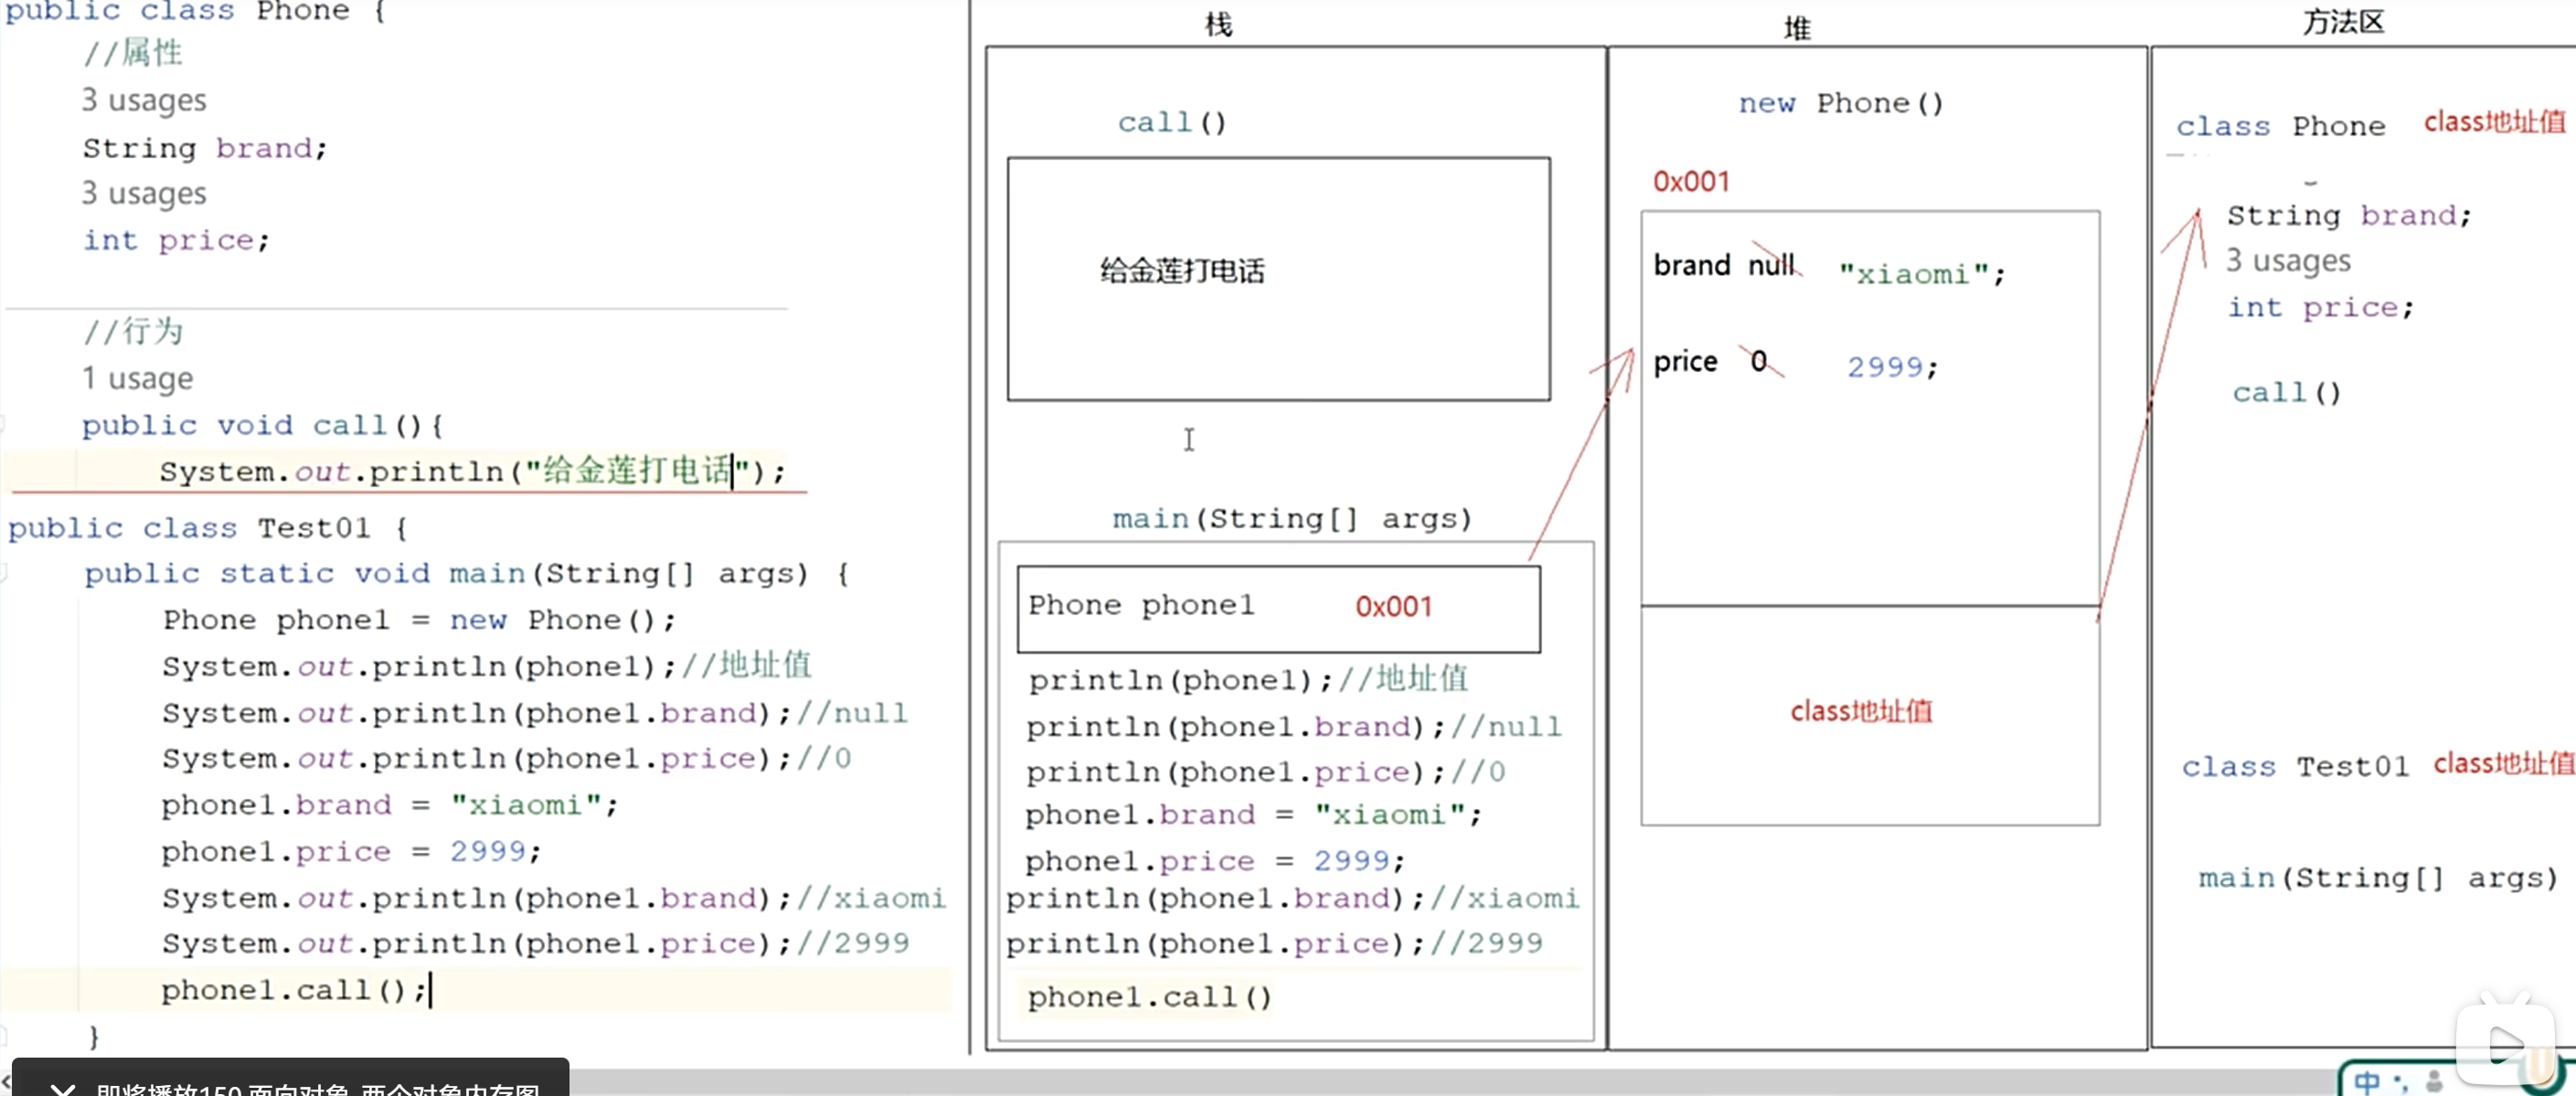 public class Phone {
//属性
3 usages
String brand;
3 usages
int price;
//行为
1 usage
public void call(){
System.out.println("给金莲打电话");
public class Test01 {
public static void main(String[] args) {
Phone phone1 = new Phone();
System.out.println(phone1);//地址值
System.out.println(phone1.brand);//null
System.out.println(phone1.price);//0
phone1.brand = "xiaomi";
phone1.price = 2999;
System.out.println(phone1.brand);//xiaomi
System.out.println(phone1.price);//2999
phone1.call();
}
栈
call()
给金莲打电话
main(String[] args)
Phone phone1 0x001
println(phone1);//地址值
println(phone1.brand);//null
println(phone1.price);//0
phone1.brand = "xiaomi";
phone1.price = 2999;
println(phone1.brand);//xiaomi
println(phone1.price);//2999
phone1.call()
堆
new Phone()
0x001
brand null "xiaomi";
price 0 2999;
class地址值
方法区
class Phone class地址值
String brand;
3 usages
int price;
call()
class Test01 class地址值
main(String[] args)
即将播放150.面向对象_两个对象内存图
中